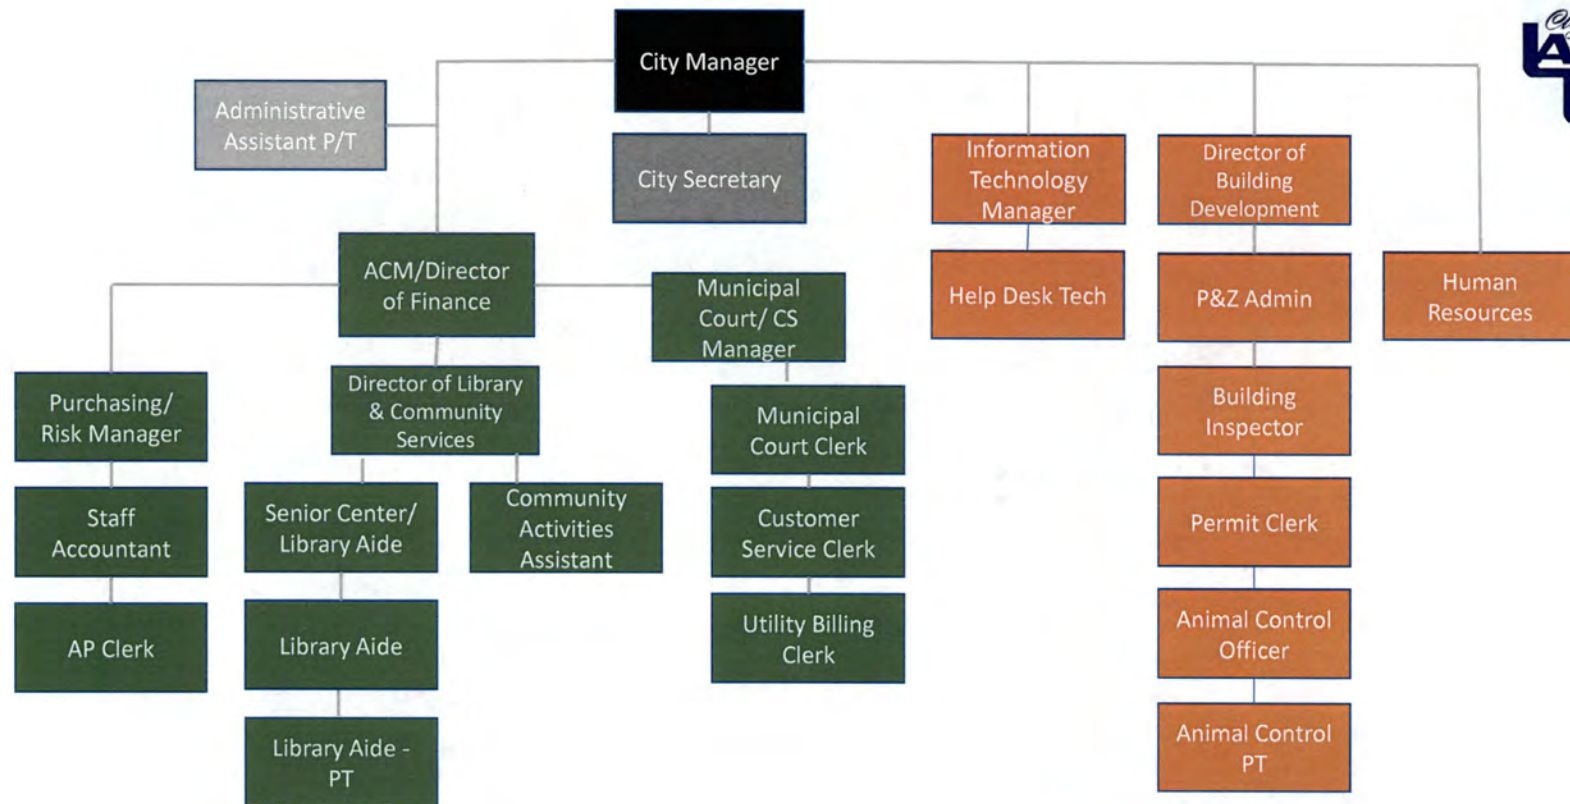 City Manager
Administrative
Assistant P/T
City Secretary
Information
Technology
Manager
Director of
Building
Development
ACM/Director
of Finance
Municipal
Court/ CS
Manager
Help Desk Tech
P&Z Admin
Human
Resources
Purchasing/
Risk Manager
Director of Library
& Community
Services
Municipal
Court Clerk
Building
Inspector
Staff
Accountant
Senior Center/
Library Aide
Community
Activities
Assistant
Customer
Service Clerk
Permit Clerk
AP Clerk
Library Aide
Utility Billing
Clerk
Animal Control
Officer
Library Aide -
PT
Animal Control
PT